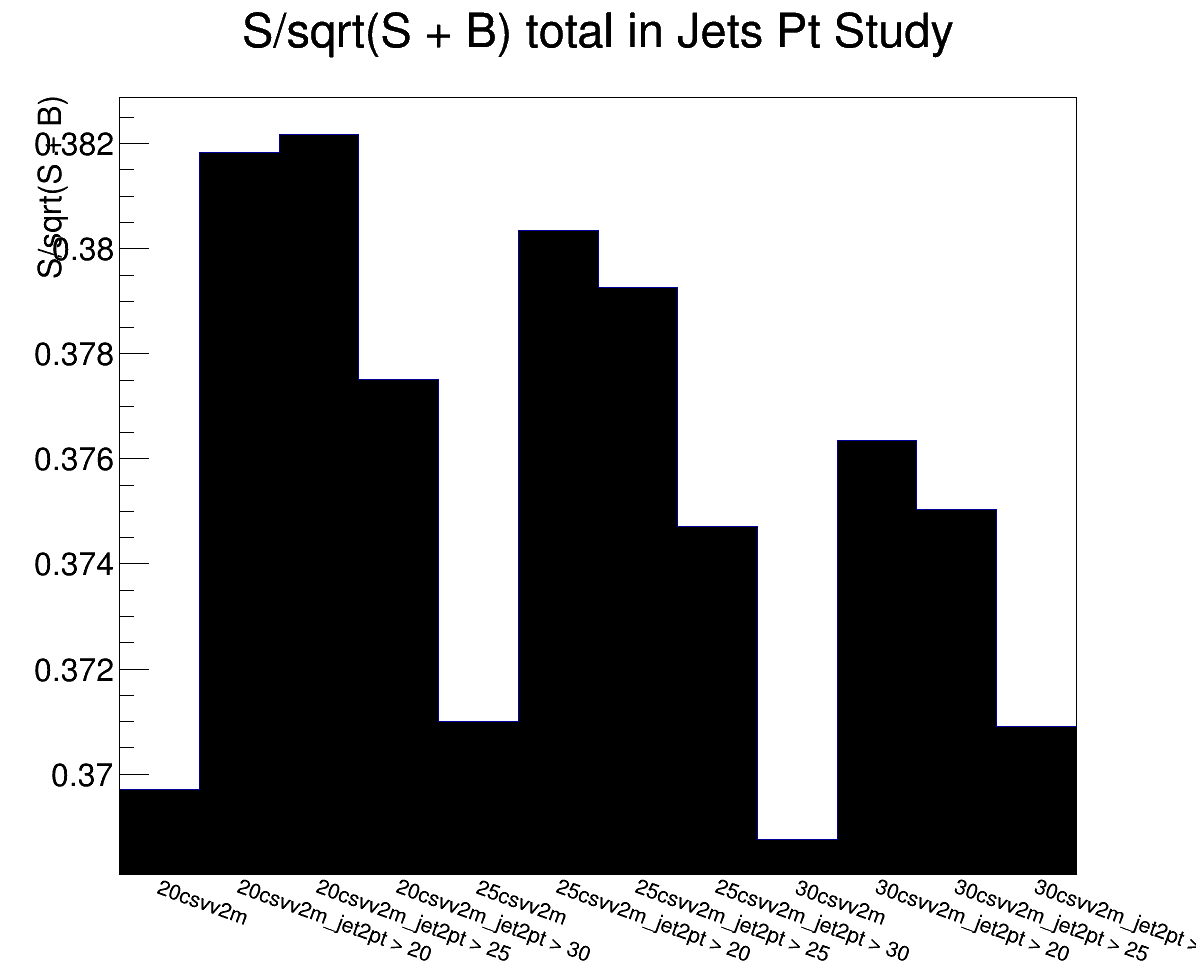 S/sqrt(S + B) total in Jets Pt Study
S/sqrt(S + B)
0.382
0.38
0.378
0.376
0.374
0.372
0.37
20csvv2m
20csvv2m_jet2pt > 20
20csvv2m_jet2pt > 25
20csvv2m_jet2pt > 30
25csvv2m
25csvv2m_jet2pt > 20
25csvv2m_jet2pt > 25
25csvv2m_jet2pt > 30
30csvv2m
30csvv2m_jet2pt > 20
30csvv2m_jet2pt > 25
30csvv2m_jet2pt >